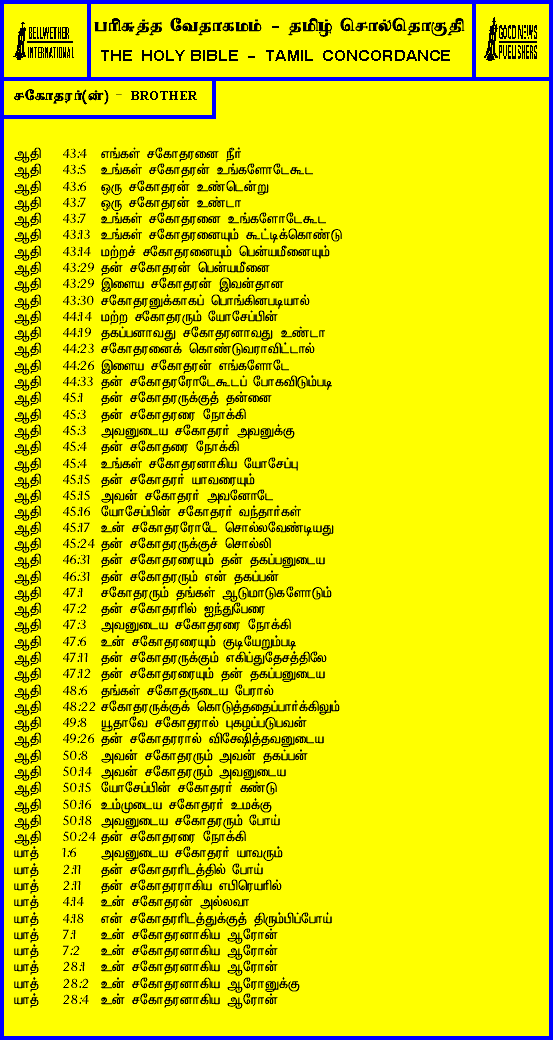 BELLWETHER
INTERNATIONAL
பரிசுத்த வேதாகமம் - தமிழ் சொல்தொகுதி
THE HOLY BIBLE - TAMIL CONCORDANCE
GOOD NEWS
PUBLISHERS
சகோதரர்(ன்) - BROTHER
ஆதி 43:4 எங்கள் சகோதரனை நீர்
ஆதி 43:5 உங்கள் சகோதரன் உங்களோடேகூட
ஆதி 43:6 ஒரு சகோதரன் உண்டென்று
ஆதி 43:7 ஒரு சகோதரன் உண்டா
ஆதி 43:7 உங்கள் சகோதரனை உங்களோடேகூட
ஆதி 43:13 உங்கள் சகோதரனையும் கூட்டிக்கொண்டு
ஆதி 43:14 மற்றச் சகோதரனையும் பென்யமீனையும்
ஆதி 43:29 தன் சகோதரன் பென்யமீனை
ஆதி 43:29 இளைய சகோதரன் இவன்தான
ஆதி 43:30 சகோதரனுக்காகப் பொங்கினபடியால்
ஆதி 44:14 மற்ற சகோதரரும் யோசேப்பின்
ஆதி 44:19 தகப்பனாவது சகோதரனாவது உண்டா
ஆதி 44:23 சகோதரனைக் கொண்டுவராவிட்டால்
ஆதி 44:26 இளைய சகோதரன் எங்களோடே
ஆதி 44:33 தன் சகோதரரோடேகூடப் போகவிடும்படி
ஆதி 45:1 தன் சகோதரருக்குத் தன்னை
ஆதி 45:3 தன் சகோதரரை நோக்கி
ஆதி 45:3 அவனுடைய சகோதரர் அவனுக்கு
ஆதி 45:4 தன் சகோதரை நோக்கி
ஆதி 45:4 உங்கள் சகோதரனாகிய யோசேப்பு
ஆதி 45:15 தன் சகோதரர் யாவரையும்
ஆதி 45:15 அவன் சகோதரர் அவனோடே
ஆதி 45:16 யோசேப்பின் சகோதரர் வந்தார்கள்
ஆதி 45:17 உன் சகோதரரோடே சொல்லவேண்டியது
ஆதி 45:24 தன் சகோதரருக்குச் சொல்லி
ஆதி 46:31 தன் சகோதரரையும் தன் தகப்பனுடைய
ஆதி 46:31 தன் சகோதரரும் என் தகப்பன்
ஆதி 47:1 சகோதரரும் தங்கள் ஆடுமாடுகளோடும்
ஆதி 47:2 தன் சகோதரரில் ஐந்துபேரை
ஆதி 47:3 அவனுடைய சகோதரரை நோக்கி
ஆதி 47:6 உன் சகோதரரையும் குடியேறும்படி
ஆதி 47:11 தன் சகோதரருக்கும் எகிப்துதேசத்திலே
ஆதி 47:12 தன் சகோதரரையும் தன் தகப்பனுடைய
ஆதி 48:6 தங்கள் சகோதருடைய பேரால்
ஆதி 48:22 சகோதரருக்குக் கொடுத்ததைப்பார்க்கிலும்
ஆதி 49:8 யூதாவே சகோதரால் புகழப்படுபவன்
ஆதி 49:26 தன் சகோதரரால் விசேஷித்தவனுடைய
ஆதி 50:8 அவன் சகோதரரும் அவன் தகப்பன்
ஆதி 50:14 அவன் சகோதரரும் அவனுடைய
ஆதி 50:15 யோசேப்பின் சகோதரர் கண்டு
ஆதி 50:16 உம்முடைய சகோதரர் உமக்கு
ஆதி 50:18 அவனுடைய சகோதரரும் போய்
ஆதி 50:24 தன் சகோதரரை நோக்கி
யாத் 1:6 அவனுடைய சகோதரர் யாவரும்
யாத் 2:11 தன் சகோதரரிடத்தில் போய்
யாத் 2:11 தன் சகோதரராகிய எபிரெயரில்
யாத் 4:14 உன் சகோதரன் அல்லவா
யாத் 4:18 என் சகோதரரிடத்துக்குத் திரும்பிப்போய்
யாத் 7:1 உன் சகோதரனாகிய ஆரோன்
யாத் 7:2 உன் சகோதரனாகிய ஆரோன்
யாத் 28:1 உன் சகோதரனாகிய ஆரோன்
யாத் 28:2 உன் சகோதரனாகிய ஆரோனுக்கு
யாத் 28:4 உன் சகோதரனாகிய ஆரோன்